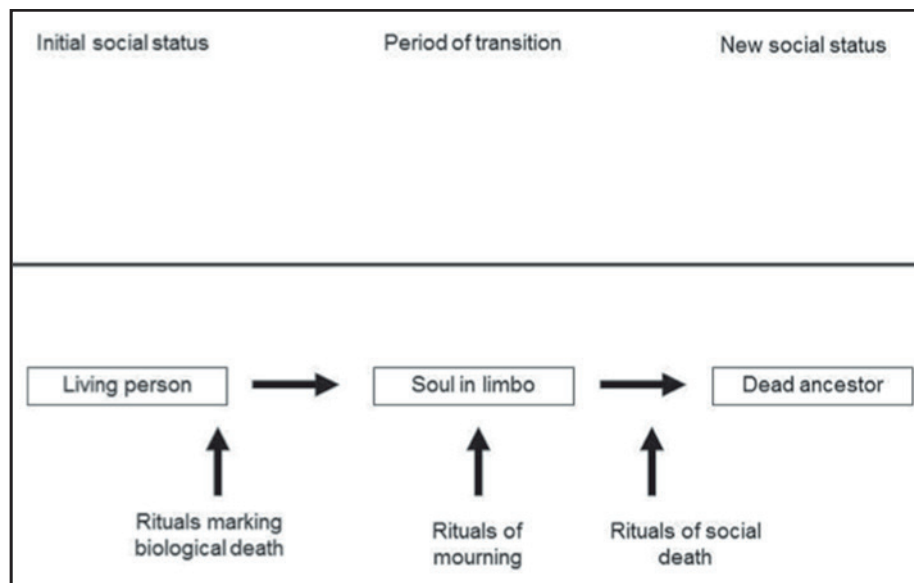 Initial social status
Period of transition
New social status
Living person
Soul in limbo
Dead ancestor
Rituals marking
biological death
Rituals of
mourning
Rituals of social
death